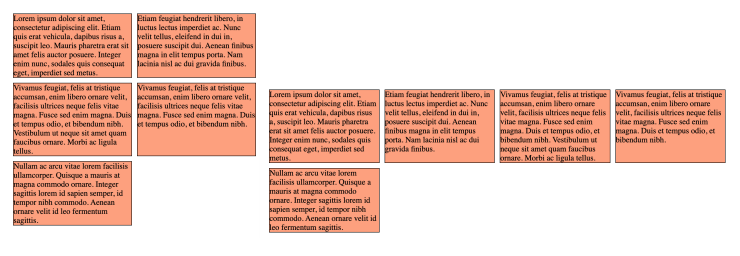 Lorem ipsum dolor sit amet,
consectetur adipiscing elit. Etiam
quis erat vehicula, dapibus risus a,
suscipit leo. Mauris pharetra erat sit
amet felis auctor posuere. Integer
enim nunc, sodales quis consequat
eget, imperdiet sed metus.
Etiam feugiat hendrerit libero, in
luctus lectus imperdiet ac. Nunc
velit tellus, eleifend in dui in,
posuere suscipit dui. Aenean finibus
magna in elit tempus porta. Nam
lacinia nisl ac dui gravida finibus.
Vivamus feugiat, felis at tristique
accumsan, enim libero ornare velit,
facilisis ultrices neque felis vitae
magna. Fusce sed enim magna. Duis
et tempus odio, et bibendum nibh.
Vestibulum ut neque sit amet quam
faucibus ornare. Morbi ac ligula
tellus.
Vivamus feugiat, felis at tristique
accumsan, enim libero ornare velit,
facilisis ultrices neque felis vitae
magna. Fusce sed enim magna. Duis
et tempus odio, et bibendum nibh.
Nullam ac arcu vitae lorem facilisis
ullamcorper. Quisque a mauris at
magna commodo ornare. Integer
sagittis lorem id sapien semper, id
tempor nibh commodo. Aenean
ornare velit id leo fermentum
sagittis.
Lorem ipsum dolor sit amet,
consectetur adipiscing elit. Etiam
quis erat vehicula, dapibus risus
a, suscipit leo. Mauris pharetra
erat sit amet felis auctor posuere.
Integer enim nunc, sodales quis
consequat eget, imperdiet sed
metus.
Etiam feugiat hendrerit libero, in
luctus lectus imperdiet ac. Nunc
velit tellus, eleifend in dui in,
posuere suscipit dui. Aenean
finibus magna in elit tempus
porta. Nam lacinia nisl ac dui
gravida finibus.
Vivamus feugiat, felis at tristique
accumsan, enim libero ornare
velit, facilisis ultrices neque felis
vitae magna. Fusce sed enim
magna. Duis et tempus odio, et
bibendum nibh. Vestibulum ut
neque sit amet quam faucibus
ornare. Morbi ac ligula tellus.
Vivamus feugiat, felis at tristique
accumsan, enim libero ornare
velit, facilisis ultrices neque felis
vitae magna. Fusce sed enim
magna. Duis et tempus odio, et
bibendum nibh.
Nullam ac arcu vitae lorem
facilisis ullamcorper. Quisque a
mauris at magna commodo
ornare. Integer sagittis lorem id
sapien semper, id tempor nibh
commodo. Aenean ornare velit id
leo fermentum sagittis.